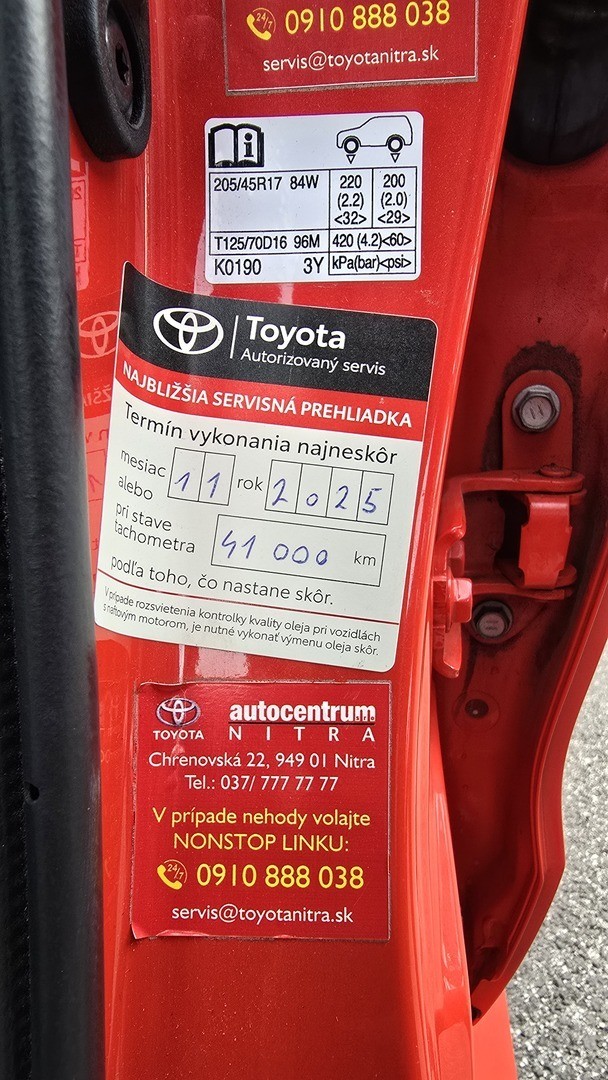 24/7 0910 888 038
servis@toyotanitra.sk
i
205/45R17 84W 220 (2.2) <32> 200 (2.0) <29>
T125/70D16 96M 420 (4.2)<60>
K0190 3Y kPa(bar)<psi>
Toyota
Autorizovaný servis
NAJBLIŽŠIA SERVISNÁ PREHLIADKA
Termín vykonania najneskôr
mesiac 11 rok 2025
alebo
pri stave
tachometra 41 000 km
podľa toho, čo nastane skôr.
V prípade rozsvietenia kontrolky kvality oleja pri vozidlách
s naftovým motorom, je nutné vykonať výmenu oleja skôr.
TOYOTA autocentrum s.r.o.
NITRA
Chrenovská 22, 949 01 Nitra
Tel.: 037/ 777 77 77
V prípade nehody volajte
NONSTOP LINKU:
24/7 0910 888 038
servis@toyotanitra.sk